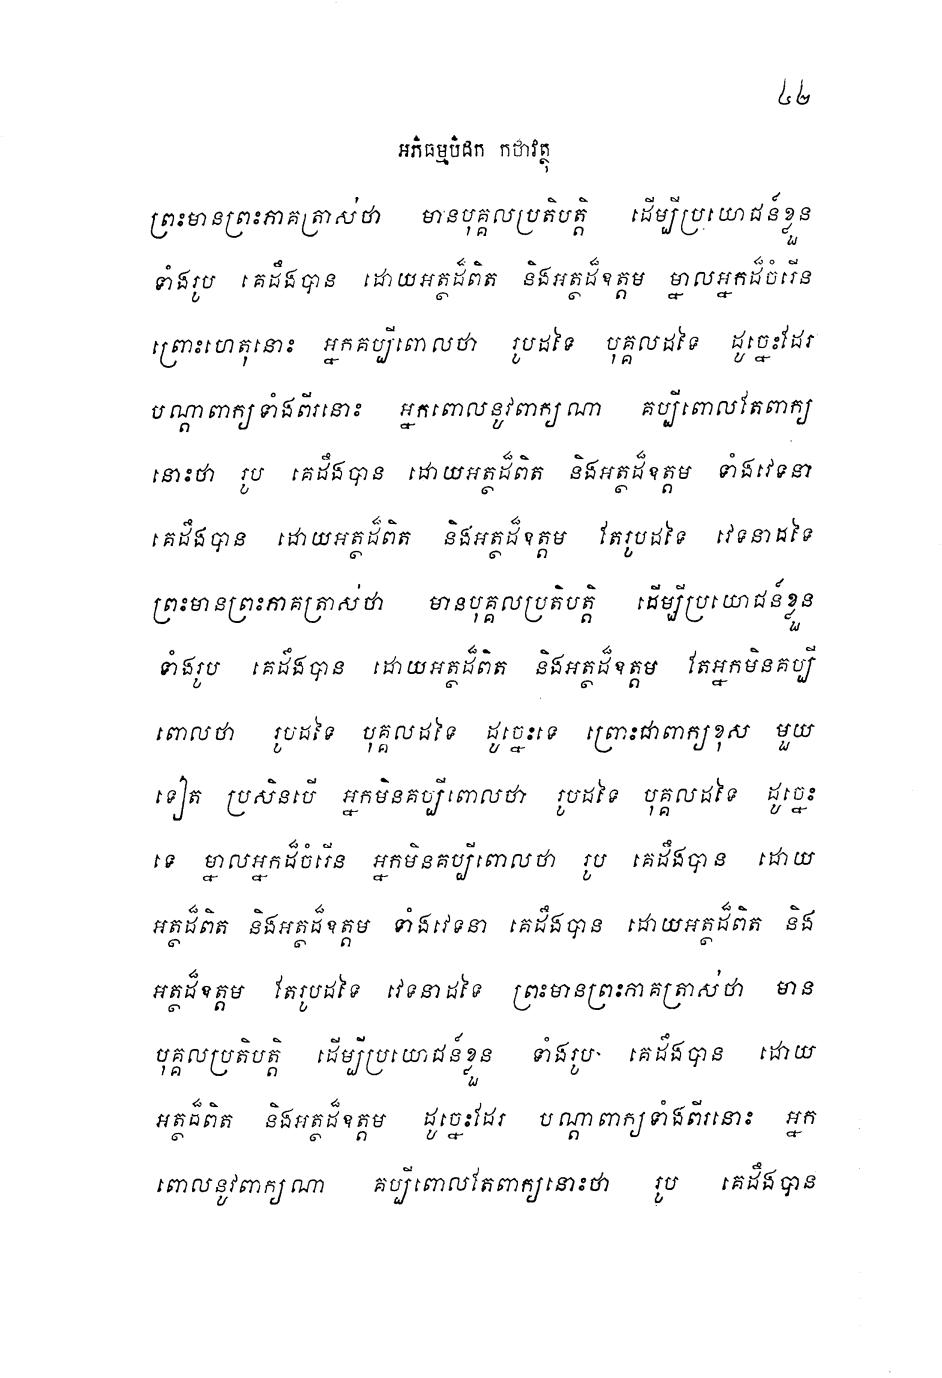 ៤២
អភិធម្មបិដក កថាវត្ថុ
ព្រះមានព្រះភាគត្រាស់ថា មានបុគ្គលប្រតិបត្តិ ដើម្បីប្រយោជន៍ខ្លួន
ទាំងរូប គេដឹងបាន ដោយអត្ថដ៏ពិត និងអត្ថដ៏ឧត្តម ម្នាលអ្នកដ៏ចំរើន
ព្រោះហេតុនោះ អ្នកគប្បីពោលថា រូបដទៃ បុគ្គលដទៃ ដូច្នេះដែរ
បណ្តាពាក្យទាំងពីរនោះ អ្នកពោលនូវពាក្យណា គប្បីពោលតែពាក្យ
នោះថា រូប គេដឹងបាន ដោយអត្ថដ៏ពិត និងអត្ថដ៏ឧត្តម ទាំងវេទនា
គេដឹងបាន ដោយអត្ថដ៏ពិត និងអត្ថដ៏ឧត្តម តែរូបដទៃ វេទនាដទៃ
ព្រះមានព្រះភាគត្រាស់ថា មានបុគ្គលប្រតិបត្តិ ដើម្បីប្រយោជន៍ខ្លួន
ទាំងរូប គេដឹងបាន ដោយអត្ថដ៏ពិត និងអត្ថដ៏ឧត្តម តែអ្នកមិនគប្បី
ពោលថា រូបដទៃ បុគ្គលដទៃ ដូច្នេះទេ ព្រោះជាពាក្យខុស មួយ
ទៀត ប្រសិនបើ អ្នកមិនគប្បីពោលថា រូបដទៃ បុគ្គលដទៃ ដូច្នេះ
ទេ ម្នាលអ្នកដ៏ចំរើន អ្នកមិនគប្បីពោលថា រូប គេដឹងបាន ដោយ
អត្ថដ៏ពិត និងអត្ថដ៏ឧត្តម ទាំងវេទនា គេដឹងបាន ដោយអត្ថដ៏ពិត និង
អត្ថដ៏ឧត្តម តែរូបដទៃ វេទនាដទៃ ព្រះមានព្រះភាគត្រាស់ថា មាន
បុគ្គលប្រតិបត្តិ ដើម្បីប្រយោជន៍ខ្លួន ទាំងរូប គេដឹងបាន ដោយ
អត្ថដ៏ពិត និងអត្ថដ៏ឧត្តម ដូច្នេះដែរ បណ្តាពាក្យទាំងពីរនោះ អ្នក
ពោលនូវពាក្យណា គប្បីពោលតែពាក្យនោះថា រូប គេដឹងបាន